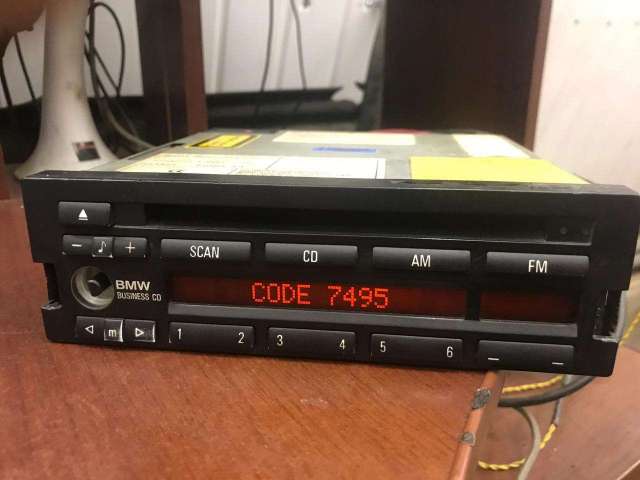 − ♪ + SCAN CD AM FM
BMW
BUSINESS CD
CODE 7495
◁ m ▷ 1 2 3 4 5 6 — —